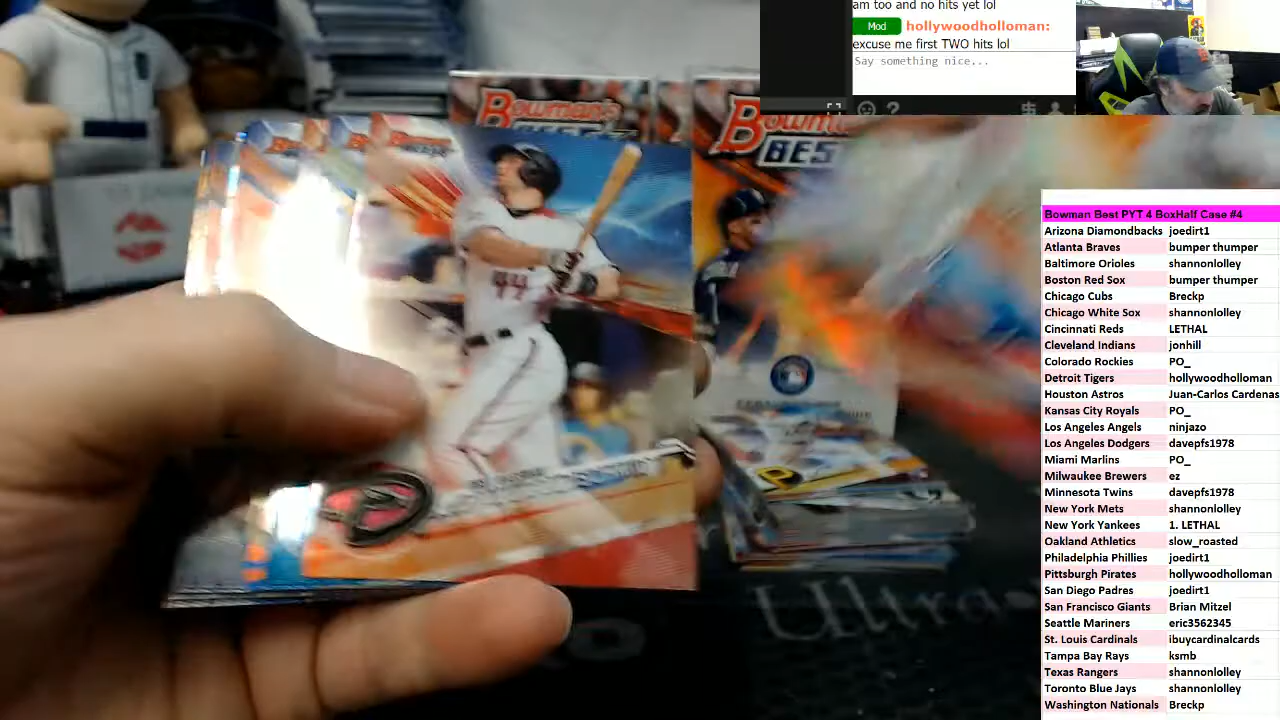 am too and no hits yet lol
Mod hollywoodholloman:
excuse me first TWO hits lol
Say something nice...
BOWMAN'S
BOWMAN'S
BES
44
P
Ultra
Bowman Best PYT 4 BoxHalf Case #4
Arizona Diamondbacks joedirt1
Atlanta Braves bumper thumper
Baltimore Orioles shannonlolley
Boston Red Sox bumper thumper
Chicago Cubs Breckp
Chicago White Sox shannonlolley
Cincinnati Reds LETHAL
Cleveland Indians jonhill
Colorado Rockies PO_
Detroit Tigers hollywoodholloman
Houston Astros Juan-Carlos Cardenas
Kansas City Royals PO_
Los Angeles Angels ninjazo
Los Angeles Dodgers davepfs1978
Miami Marlins PO_
Milwaukee Brewers ez
Minnesota Twins davepfs1978
New York Mets shannonlolley
New York Yankees 1. LETHAL
Oakland Athletics slow_roasted
Philadelphia Phillies joedirt1
Pittsburgh Pirates hollywoodholloman
San Diego Padres joedirt1
San Francisco Giants Brian Mitzel
Seattle Mariners eric3562345
St. Louis Cardinals ibuycardinalcards
Tampa Bay Rays ksmb
Texas Rangers shannonlolley
Toronto Blue Jays shannonlolley
Washington Nationals Breckp